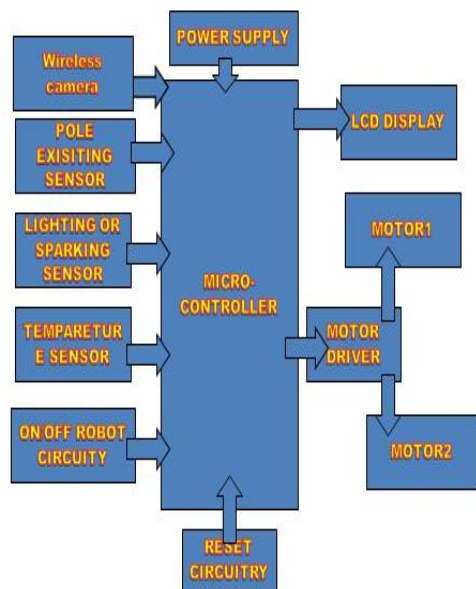 POWER SUPPLY
Wireless
camera
LCD DISPLAY
POLE
EXISITING
SENSOR
MOTOR1
LIGHTING OR
SPARKING
SENSOR
MICRO-
CONTROLLER
TEMPARETUR
E SENSOR
MOTOR
DRIVER
ON OFF ROBOT
CIRCUITY
MOTOR2
RESET
CIRCUITRY